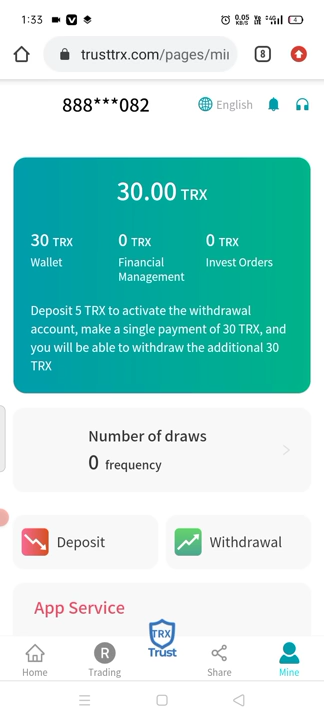 1:33
0.05 KB/S
4G
4
trusttrx.com/pages/mii
8
888***082
English
30.00 TRX
30 TRX
0 TRX
0 TRX
Wallet
Financial Management
Invest Orders
Deposit 5 TRX to activate the withdrawal
account, make a single payment of 30 TRX, and
you will be able to withdraw the additional 30
TRX
Number of draws
0 frequency
Deposit
Withdrawal
App Service
TRX
Trust
R
Home
Trading
Share
Mine